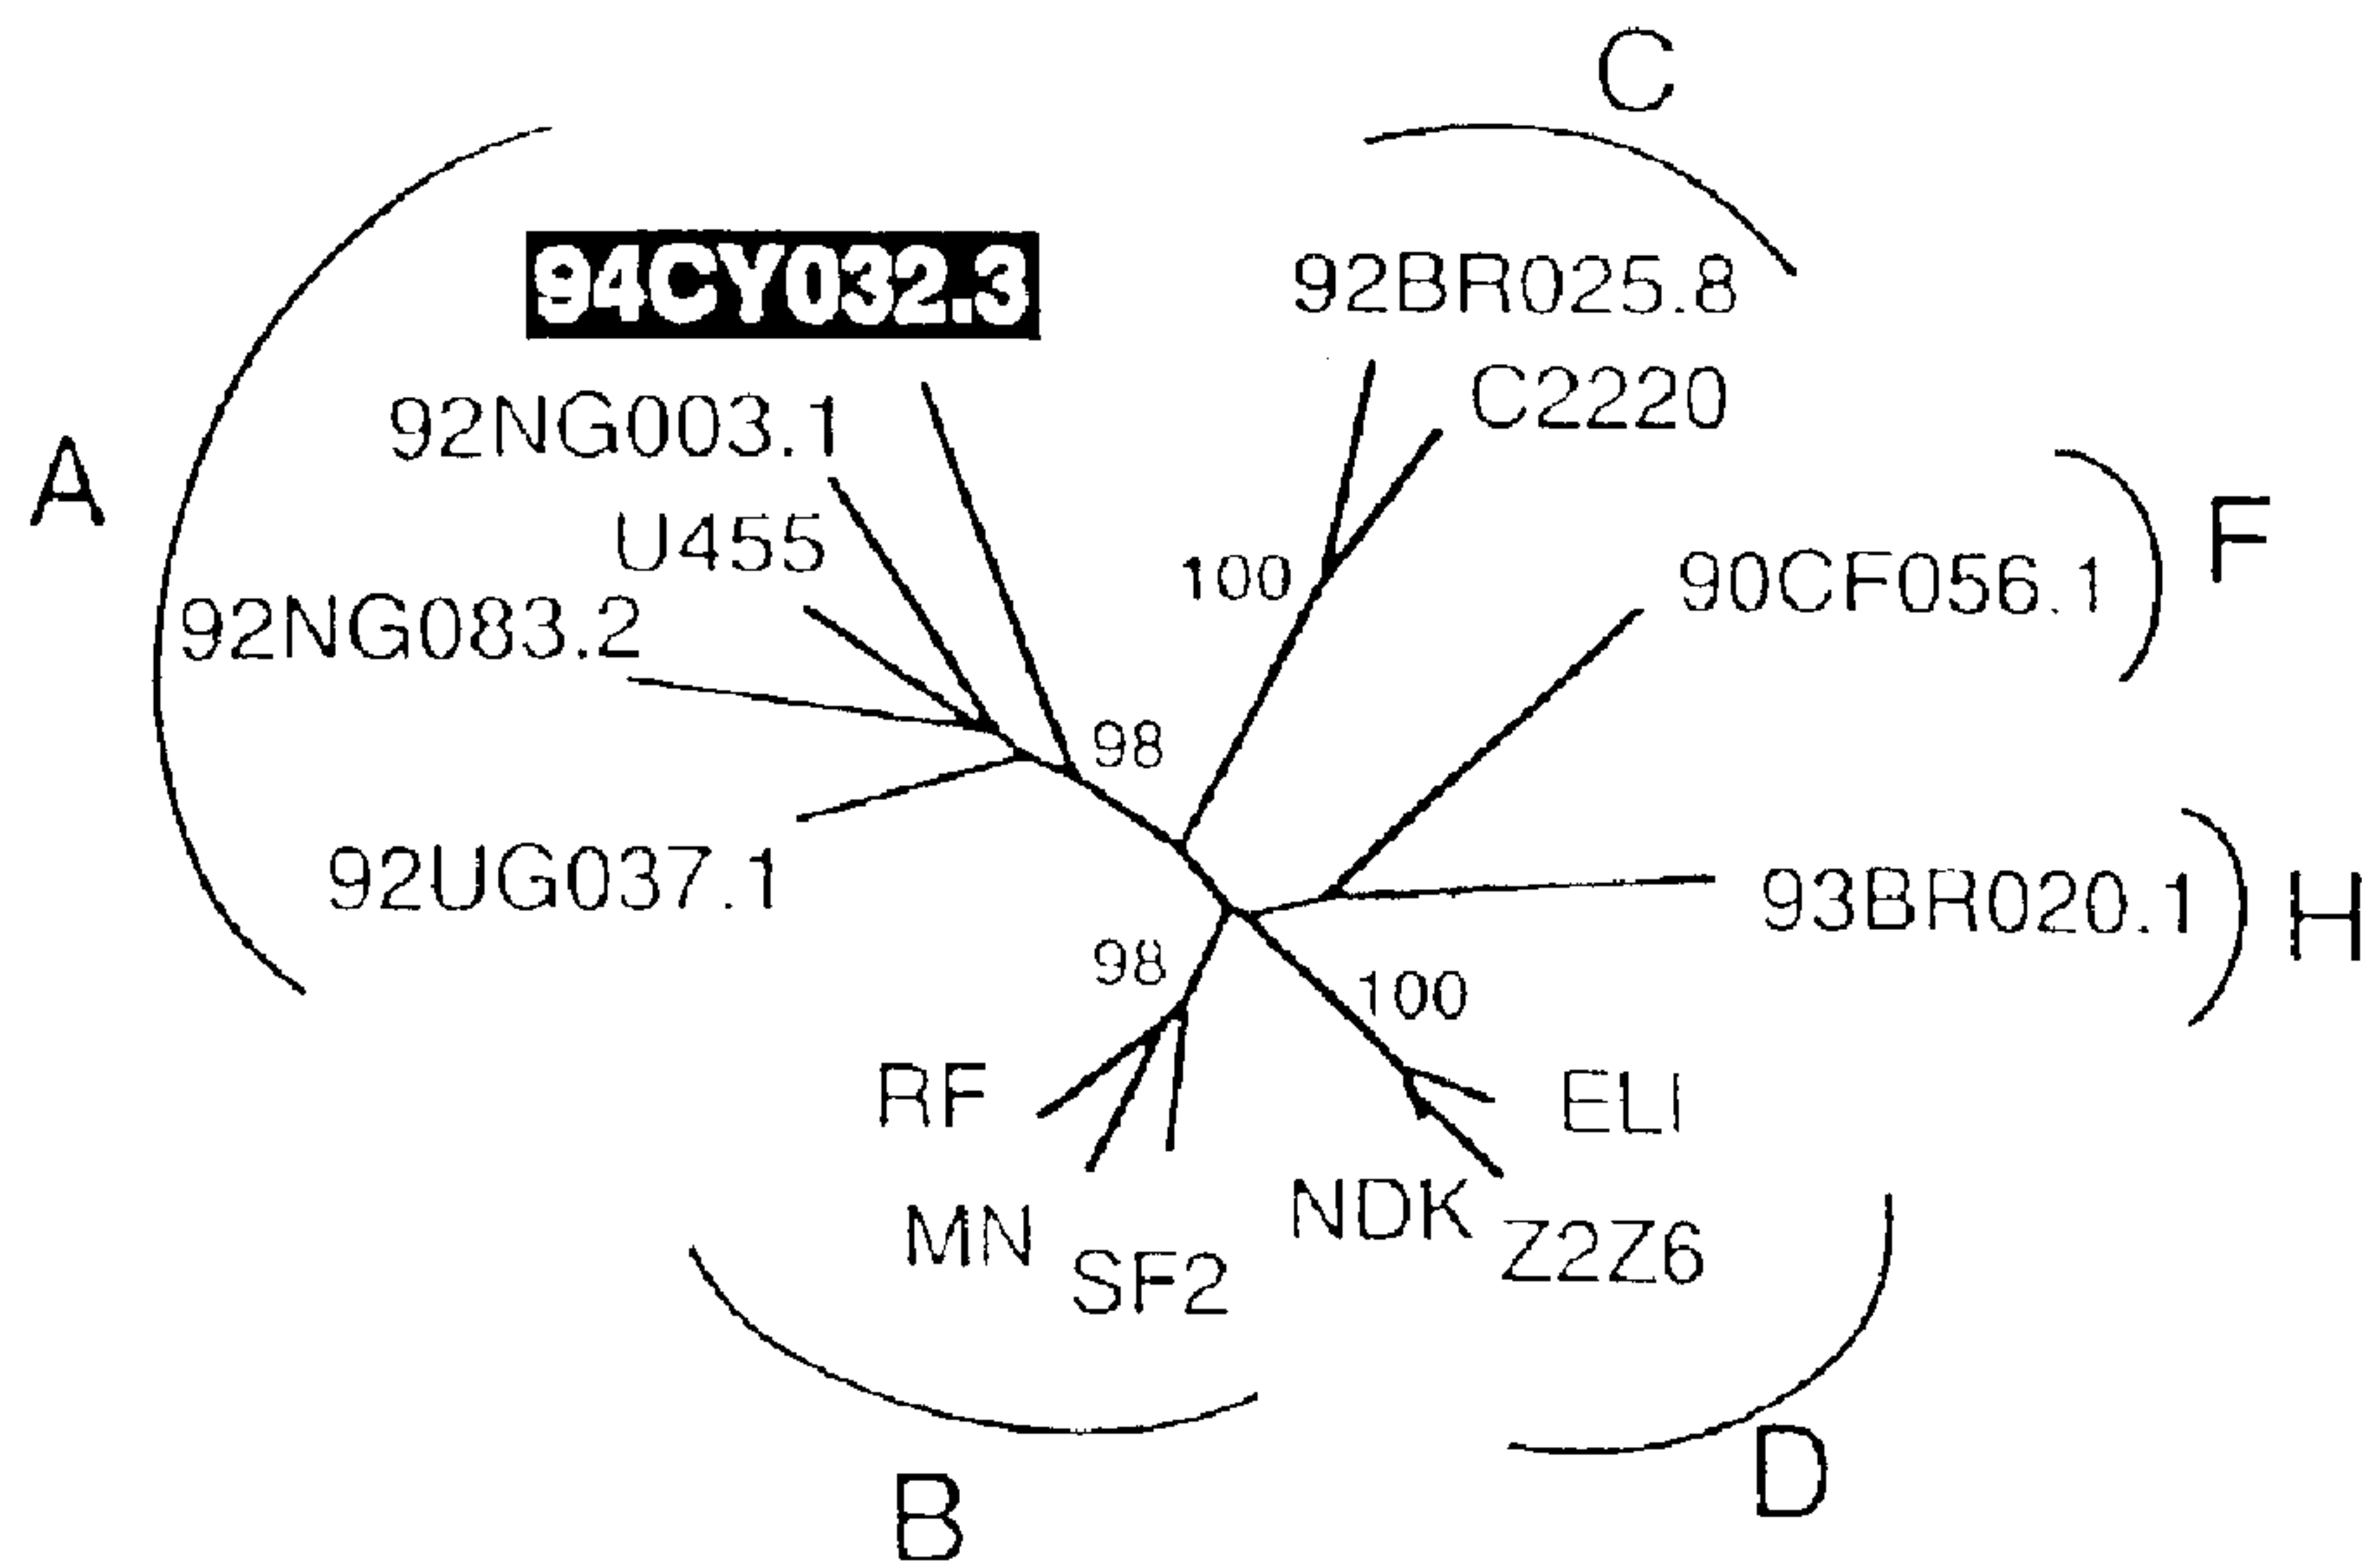 C
94CY032.3
92BR025.8
C2220
92NG003.1
A
F
U455
100
90CF056.1
92NG083.2
98
92UG037.1
93BR020.1
H
98
100
RF
ELI
MN
NDK
SF2
Z2Z6
D
B